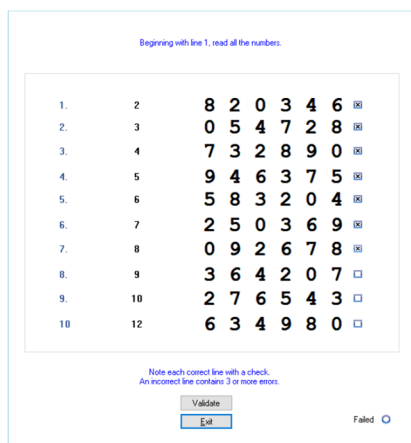 Beginning with line 1, read all the numbers.
1. 2 8 2 0 3 4 6
2. 3 0 5 4 7 2 8
3. 4 7 3 2 8 9 0
4. 5 9 4 6 3 7 5
5. 6 5 8 3 2 0 4
6. 7 2 5 0 3 6 9
7. 8 0 9 2 6 7 8
8. 9 3 6 4 2 0 7
9. 10 2 7 6 5 4 3
10 12 6 3 4 9 8 0
Note each correct line with a check.
An incorrect line contains 3 or more errors.
Validate
Exit
Failed